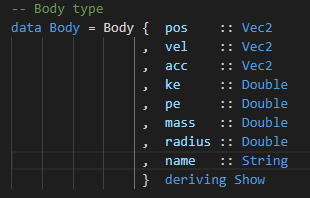 -- Body type
data Body = Body {  pos    :: Vec2
                 ,  vel    :: Vec2
                 ,  acc    :: Vec2
                 ,  ke     :: Double
                 ,  pe     :: Double
                 ,  mass   :: Double
                 ,  radius :: Double
                 ,  name   :: String
                 }  deriving Show